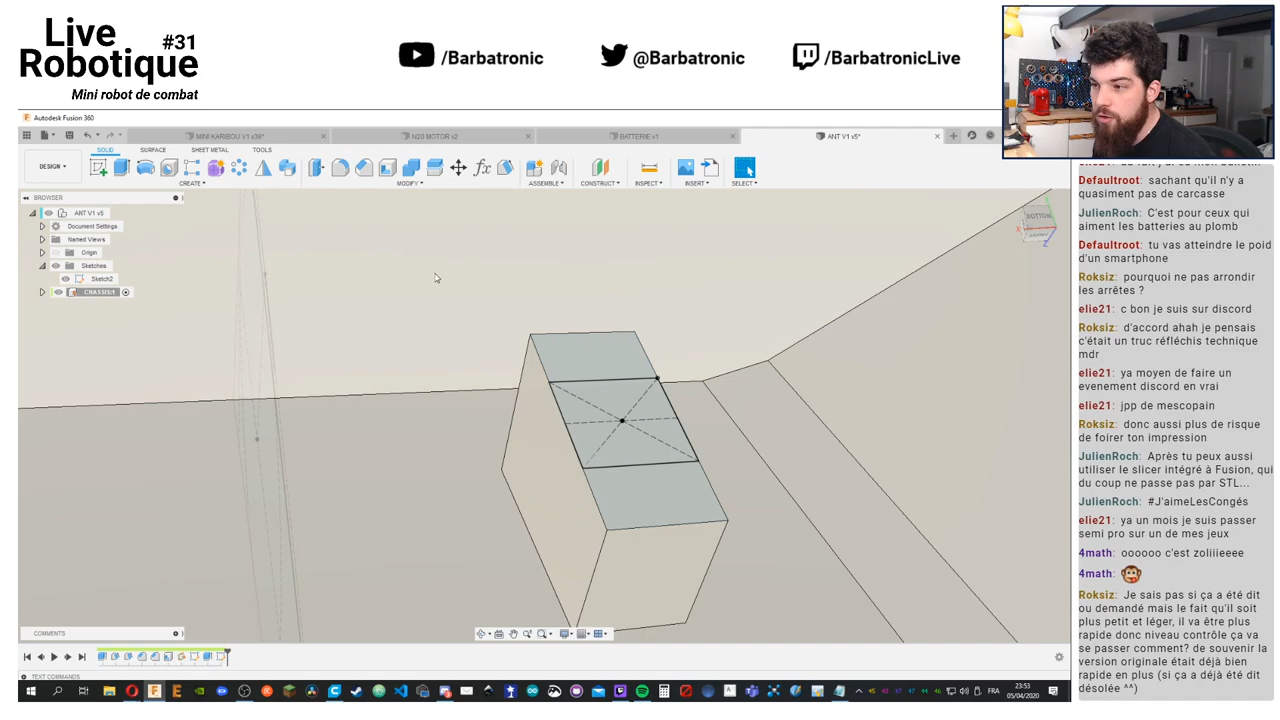 Live
Robotique #31
Mini robot de combat
/Barbatronic
@Barbatronic
/BarbatronicLive
Autodesk Fusion 360
MINI KARIBOU V1 v38*
N20 MOTOR v2
BATTERIE v1
ANT V1 v5*
SOLID
SURFACE
SHEET METAL
TOOLS
DESIGN
CREATE
MODIFY
ASSEMBLE
CONSTRUCT
INSPECT
INSERT
SELECT
BROWSER
ANT V1 v5
Document Settings
Named Views
Origin
Sketches
Sketch2
CHASSIS:1
BOTTOM
X
Z
COMMENTS
TEXT COMMANDS
FRA
23:53
05/04/2020
Defaultroot: sachant qu'il n'y a
quasiment pas de carcasse
JulienRoch: C'est pour ceux qui
aiment les batteries au plomb
Defaultroot: tu vas atteindre le poid
d'un smartphone
Roksiz: pourquoi ne pas arrondir
les arrêtes ?
elie21: c bon je suis sur discord
Roksiz: d'accord ahah je pensais
c'était un truc réfléchis technique
mdr
elie21: ya moyen de faire un
evenement discord en vrai
elie21: jpp de mescopain
Roksiz: donc aussi plus de risque
de foirer ton impression
JulienRoch: Après tu peux aussi
utiliser le slicer intégré à Fusion, qui
du coup ne passe pas par STL...
JulienRoch: #J'aimeLesCongés
elie21: ya un mois je suis passer
semi pro sur un de mes jeux
4math: oooooo c'est zoliiieeee
4math:
Roksiz: Je sais pas si ça a été dit
ou demandé mais le fait qu'il soit
plus petit et léger, il va être plus
rapide donc niveau contrôle ça va
se passer comment? de souvenir la
version originale était déjà bien
rapide en plus (si ça a déjà été dit
désolée ^^)